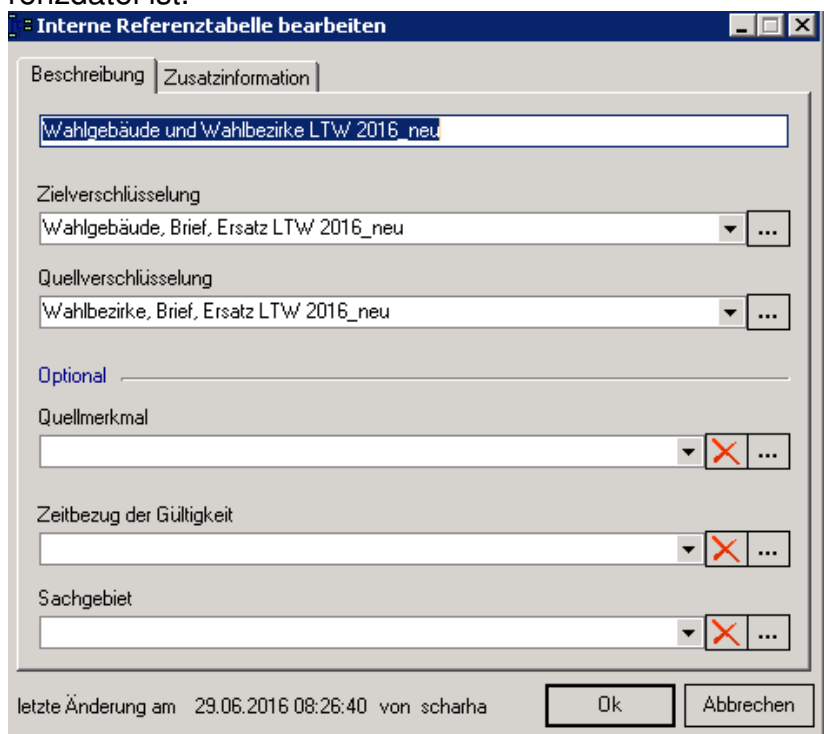 renzdatei ist.
Interne Referenztabelle bearbeiten
Beschreibung Zusatzinformation
Wahlgebäude und Wahlbezirke LTW 2016_neu
Zielverschlüsselung
Wahlgebäude, Brief, Ersatz LTW 2016_neu
...
Quellverschlüsselung
Wahlbezirke, Brief, Ersatz LTW 2016_neu
...
Optional
Quellmerkmal
...
Zeitbezug der Gültigkeit
...
Sachgebiet
...
letzte Änderung am 29.06.2016 08:26:40 von scharha Ok Abbrechen